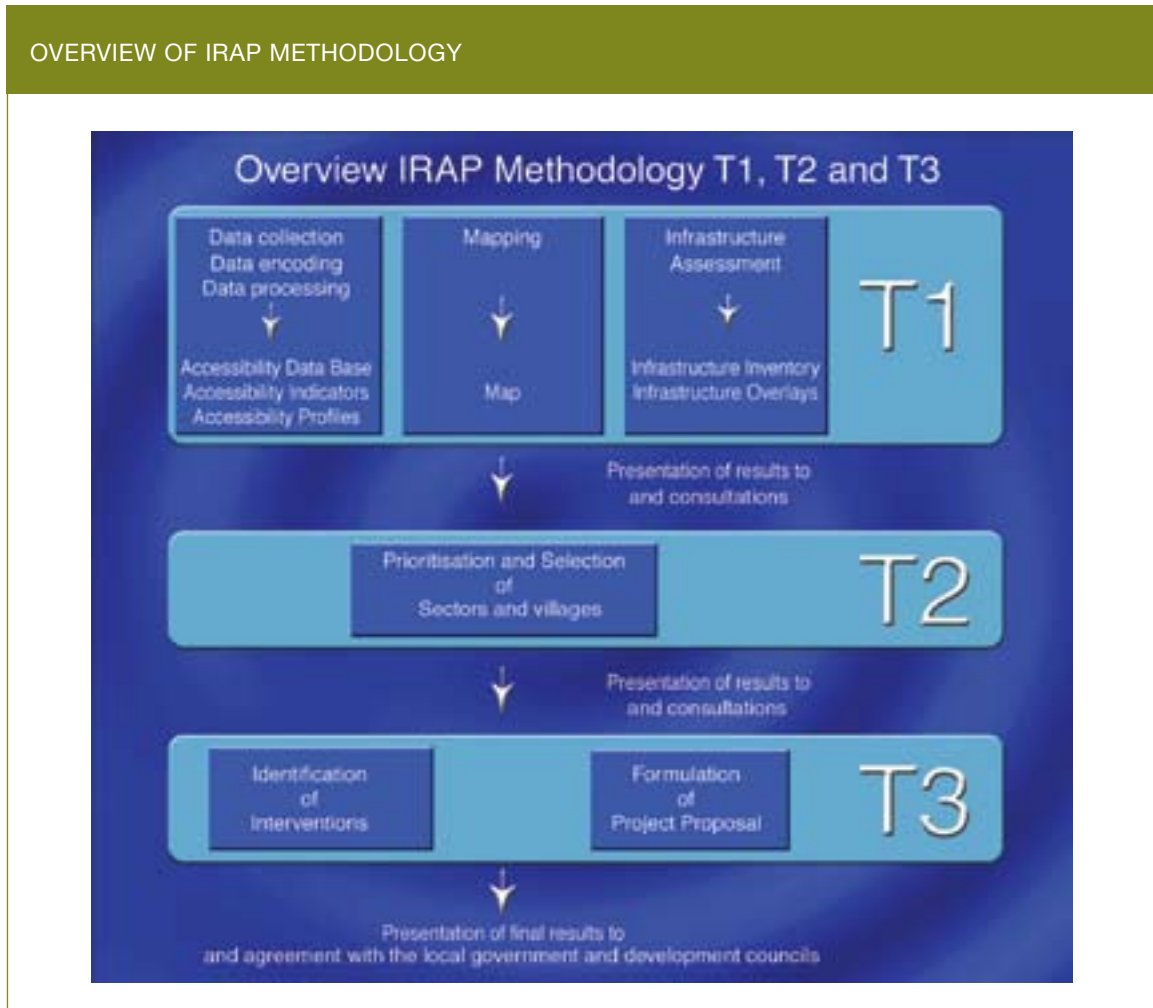 OVERVIEW OF IRAP METHODOLOGY
Overview IRAP Methodology T1, T2 and T3
Data collection
Data encoding
Data processing
Accessibility Data Base
Accessibility Indicators
Accessibility Profiles
Mapping
Map
Infrastructure
Assessment
Infrastructure Inventory
Infrastructure Overlays
T1
Presentation of results to
and consultations
Prioritisation and Selection
of
Sectors and villages
T2
Presentation of results to
and consultations
Identification
of
Interventions
Formulation
of
Project Proposal
T3
Presentation of final results to
and agreement with the local government and development councils